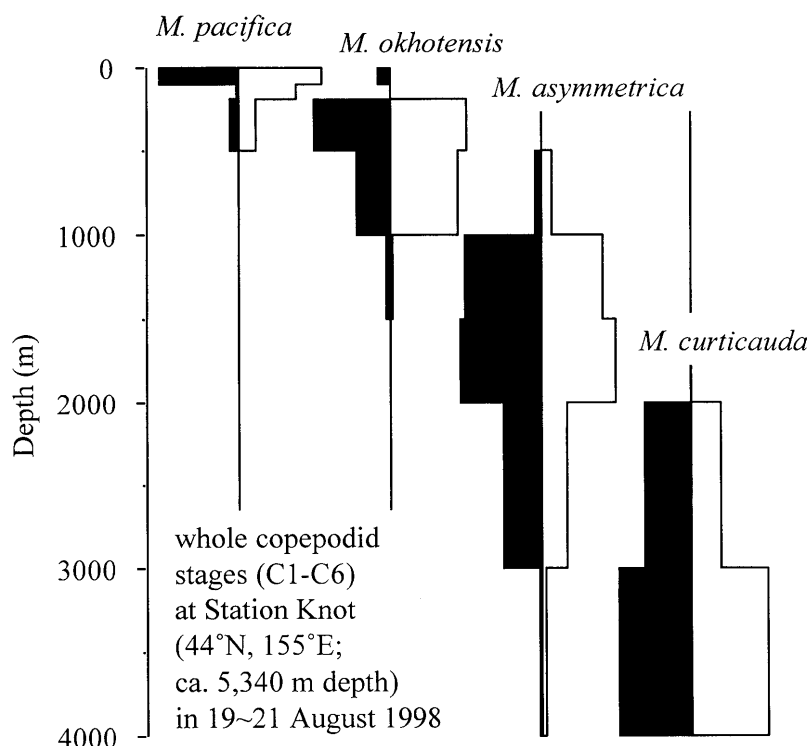 M. pacifica
M. okhotensis
M. asymmetrica
M. curticauda
0
1000
2000
3000
4000
Depth (m)
whole copepodid
stages (C1-C6)
at Station Knot
(44°N, 155°E;
ca. 5,340 m depth)
in 19~21 August 1998